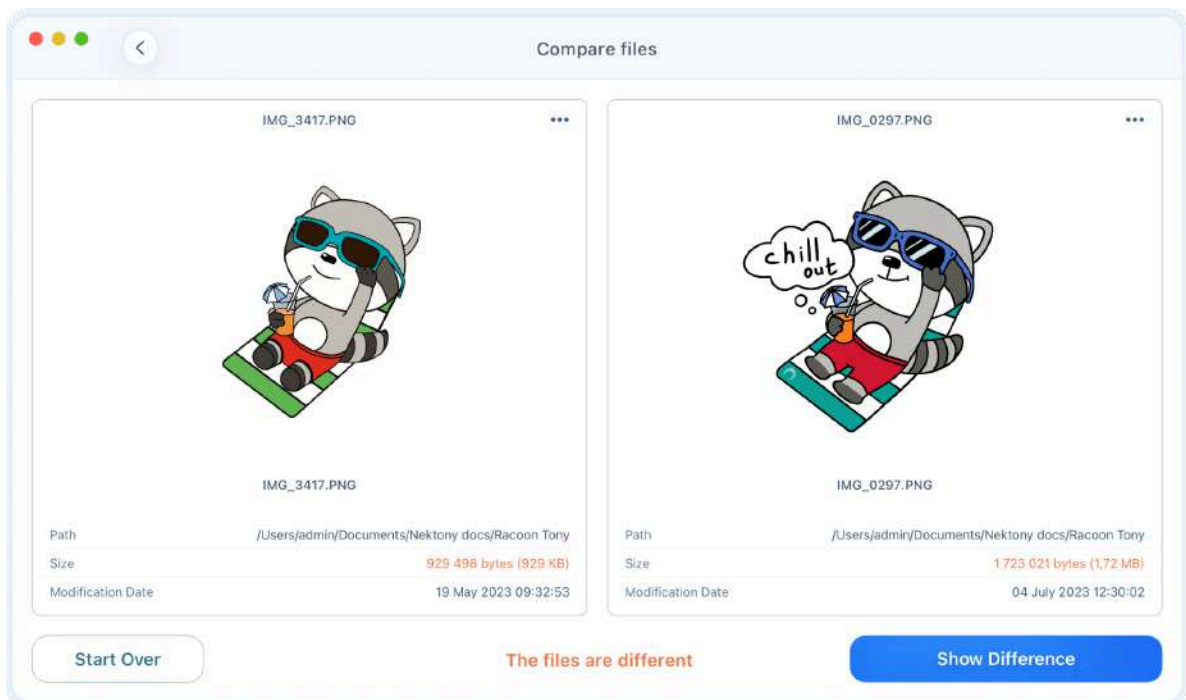 Compare files
IMG_3417.PNG
•••
chill
out
IMG_3417.PNG
Path /Users/admin/Documents/Nektony docs/Racoon Tony
Size 929 498 bytes (929 KB)
Modification Date 19 May 2023 09:32:53
IMG_0297.PNG
•••
IMG_0297.PNG
Path /Users/admin/Documents/Nektony docs/Racoon Tony
Size 1 723 021 bytes (1,72 MB)
Modification Date 04 July 2023 12:30:02
Start Over
The files are different
Show Difference